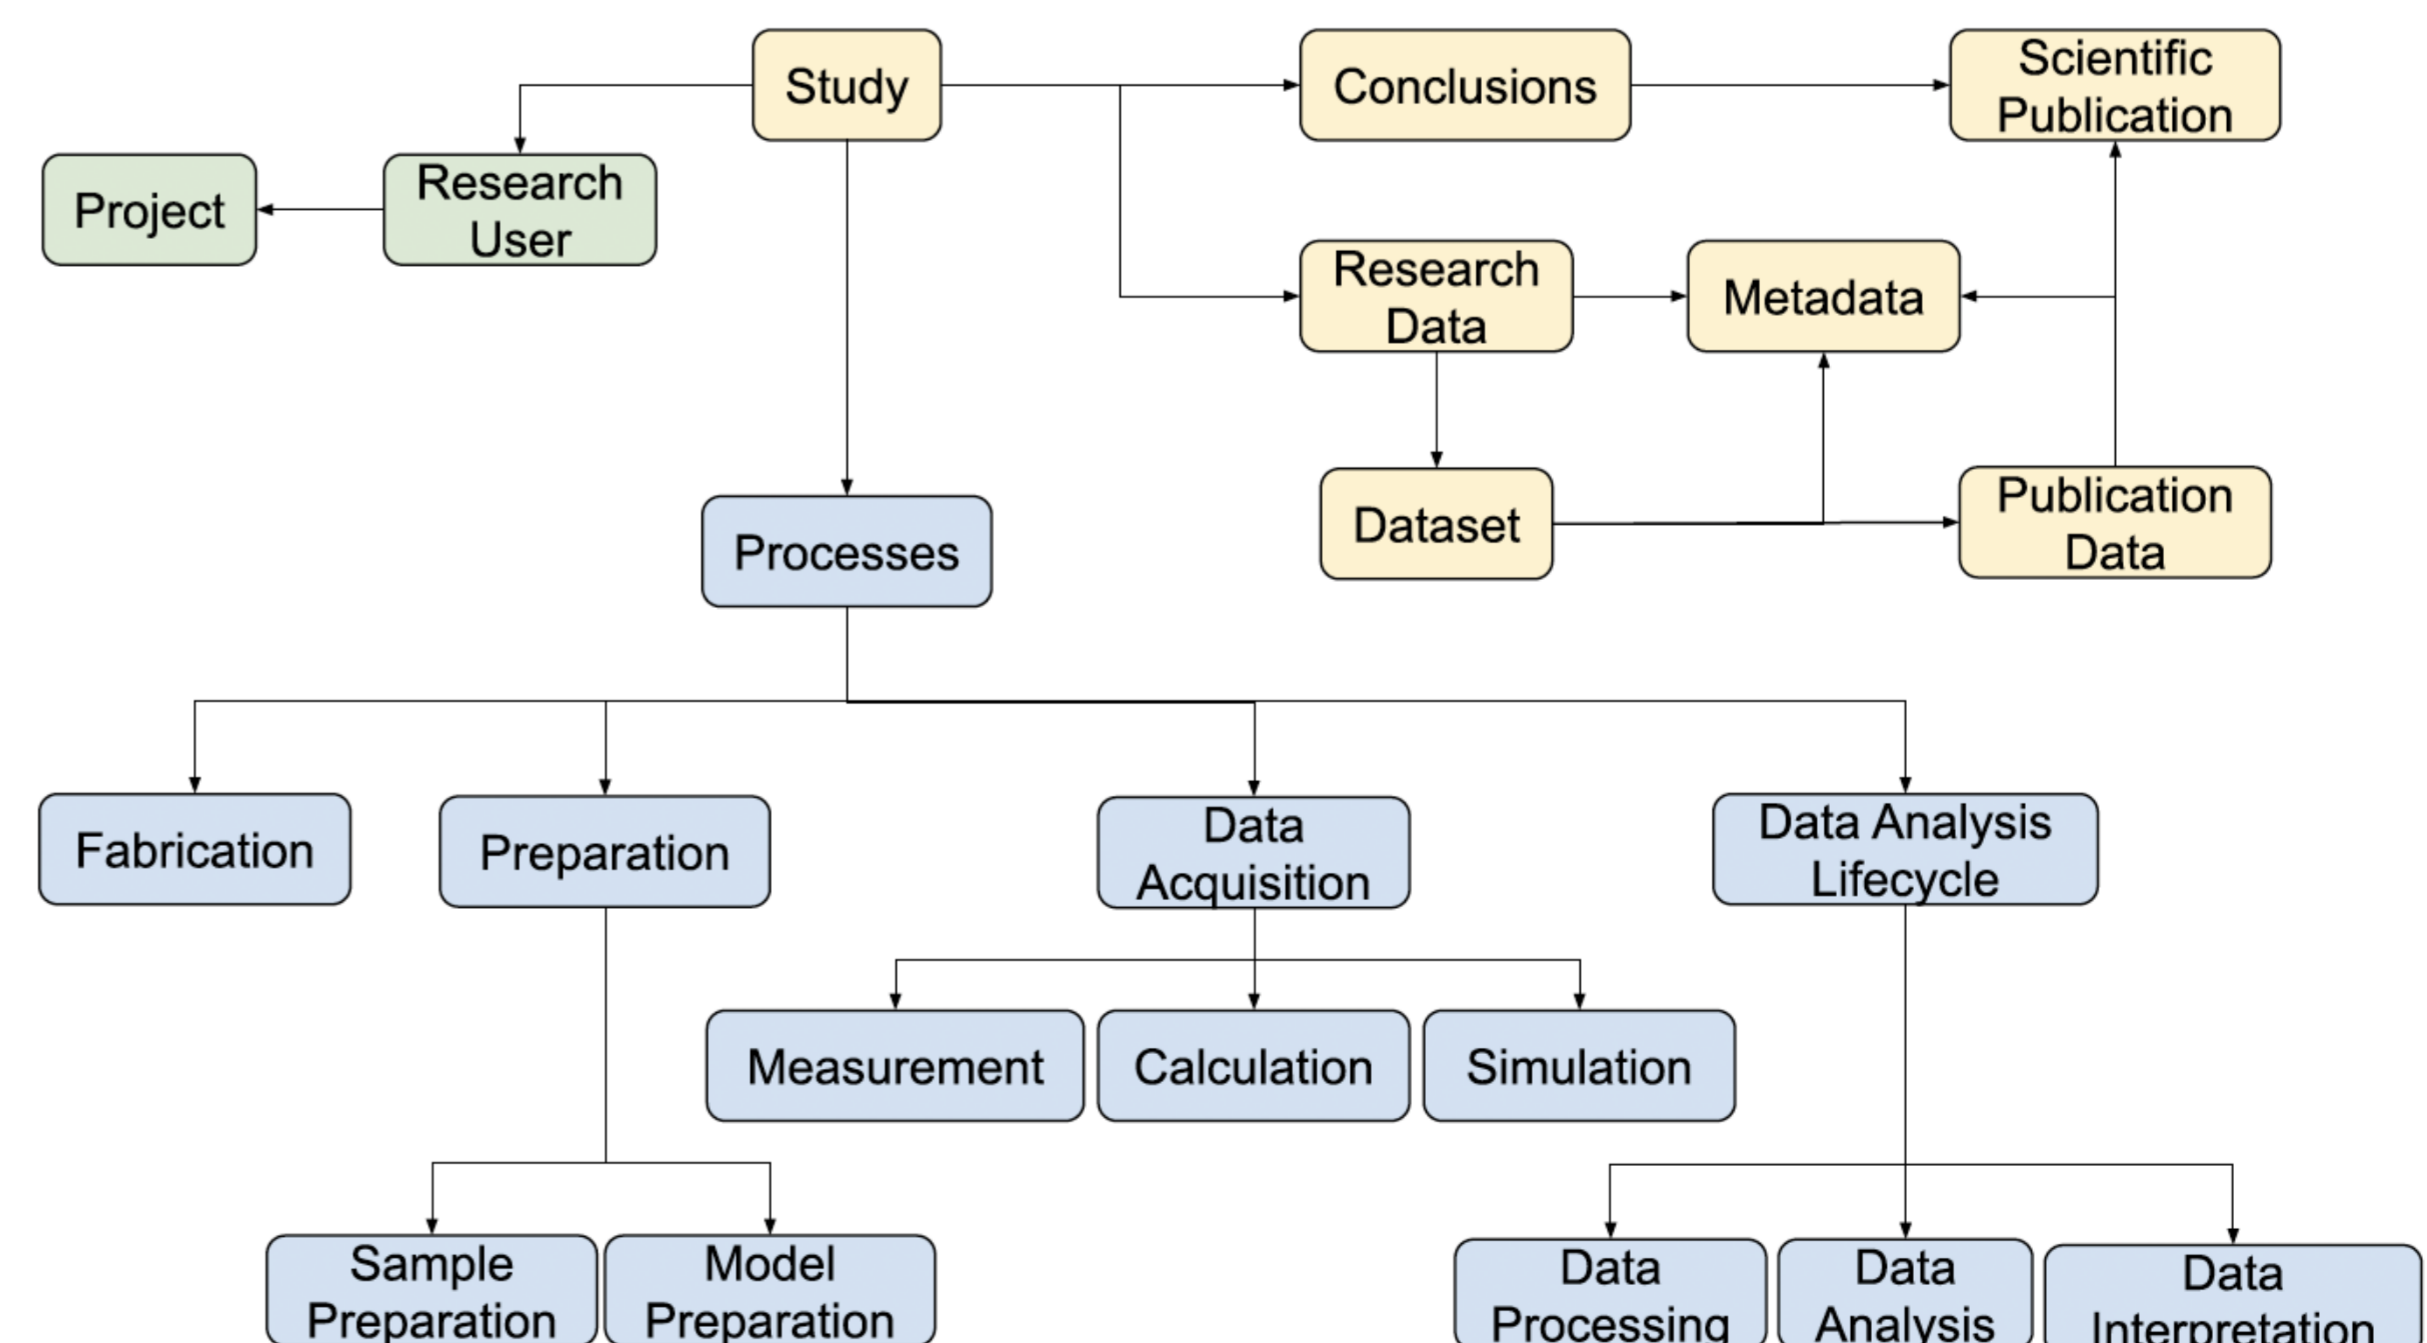 Study
Conclusions
Scientific
Publication
Project
Research
User
Research
Data
Metadata
Dataset
Publication
Data
Processes
Fabrication
Preparation
Data
Acquisition
Data Analysis
Lifecycle
Measurement
Calculation
Simulation
Sample
Preparation
Model
Preparation
Data
Processing
Data
Analysis
Data
Interpretation